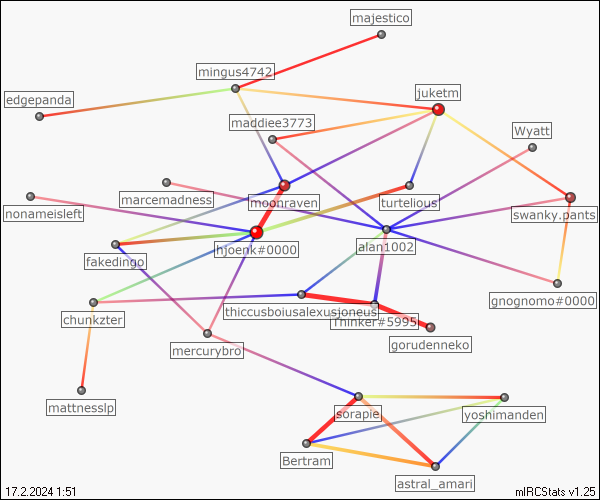 majestico
mingus4742
edgepanda
juketm
maddiee3773
Wyatt
marcemadness
moonraven
turtelious
nonameisleft
swanky.pants
fakedingo
hjoenk#0000
alan1002
gnognomo#0000
chunkzter
thiccusboiusalexusjoneus
Thinker#5995
gorudenneko
mercurybro
mattnesslp
sorapie
yoshimanden
Bertram
astral_amari
17.2.2024 1:51
mIRCStats v1.25